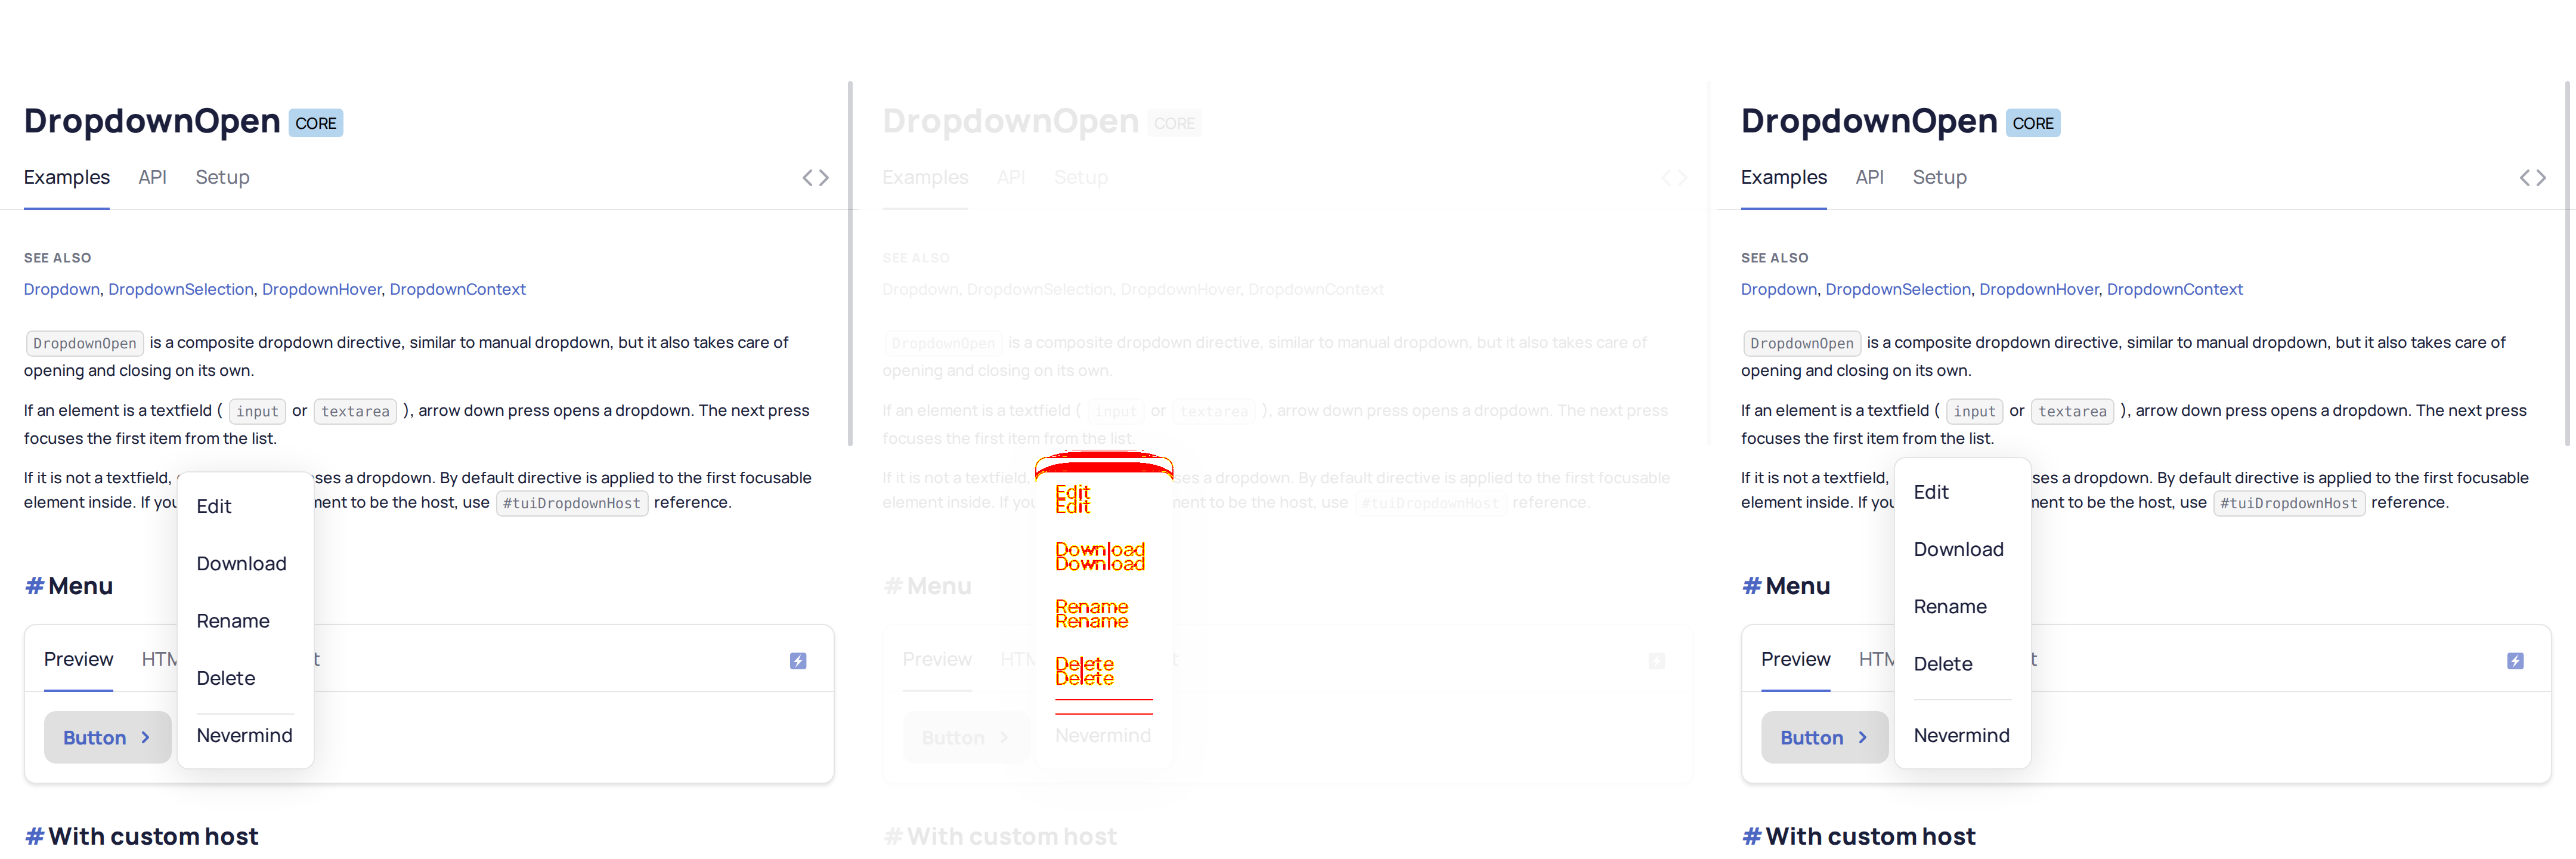 DropdownOpen CORE
Examples API Setup
SEE ALSO
Dropdown, DropdownSelection, DropdownHover, DropdownContext
DropdownOpen is a composite dropdown directive, similar to manual dropdown, but it also takes care of
opening and closing on its own.
If an element is a textfield ( input or textarea ), arrow down press opens a dropdown. The next press
focuses the first item from the list.
If it is not a textfield, ses a dropdown. By default directive is applied to the first focusable
element inside. If you ment to be the host, use #tuiDropdownHost reference.
Edit
Download
# Menu
Rename
Preview HTM t
Delete
Button
Nevermind
# With custom host
DropdownOpen CORE
Examples API Setup
SEE ALSO
Dropdown, DropdownSelection, DropdownHover, DropdownContext
DropdownOpen is a composite dropdown directive, similar to manual dropdown, but it also takes care of
opening and closing on its own.
If an element is a textfield ( input or textarea ), arrow down press opens a dropdown. The next press
focuses the first item from the list.
If it is not a textfield, ses a dropdown. By default directive is applied to the first focusable
element inside. If you ment to be the host, use #tuiDropdownHost reference.
Edit
Edit
Download
Download
# Menu
Rename
Rename
Preview HTM t
Delete
Delete
Button
Nevermind
# With custom host
DropdownOpen CORE
Examples API Setup
SEE ALSO
Dropdown, DropdownSelection, DropdownHover, DropdownContext
DropdownOpen is a composite dropdown directive, similar to manual dropdown, but it also takes care of
opening and closing on its own.
If an element is a textfield ( input or textarea ), arrow down press opens a dropdown. The next press
focuses the first item from the list.
If it is not a textfield, ses a dropdown. By default directive is applied to the first focusable
element inside. If you ment to be the host, use #tuiDropdownHost reference.
Edit
Download
# Menu
Rename
Preview HTM t
Delete
Button
Nevermind
# With custom host